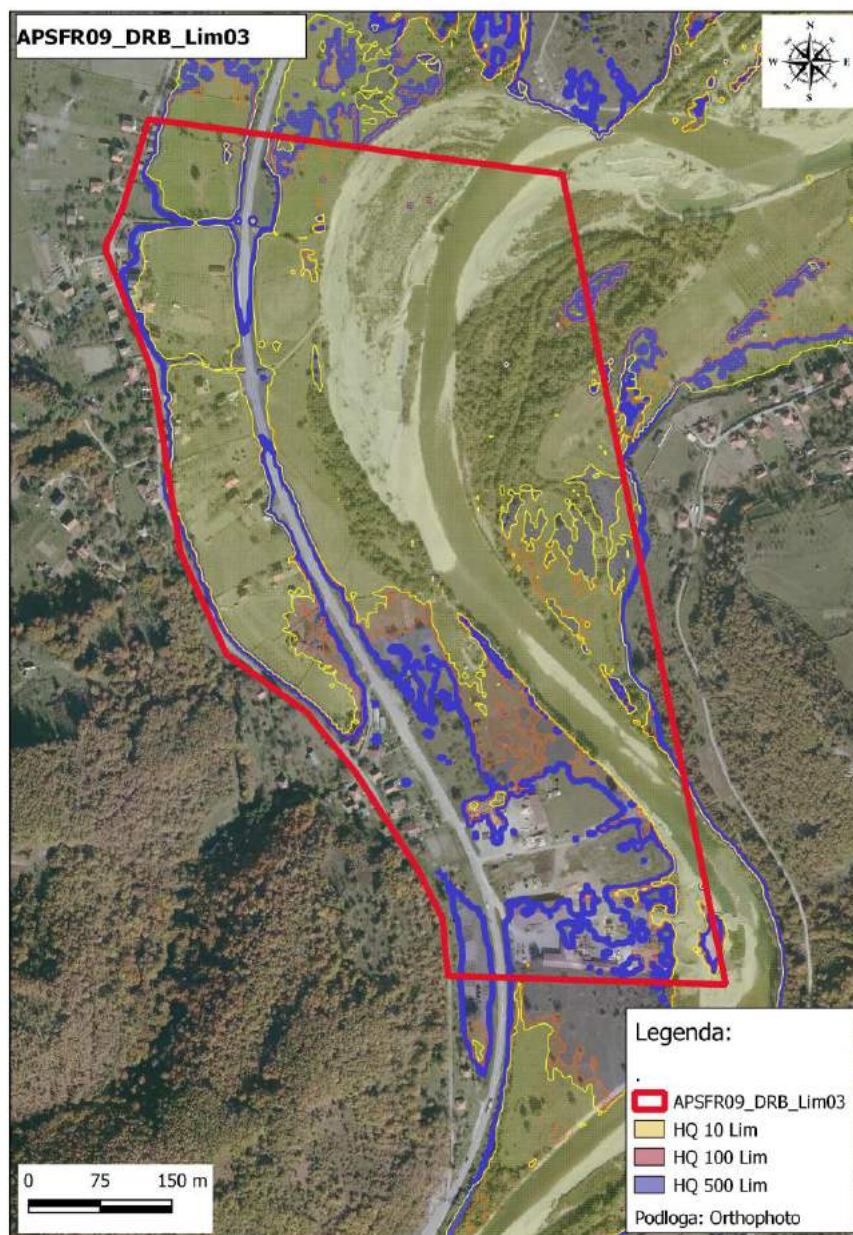 APSFR09_DRB_Lim03
N
W E
S
Legenda:
.
APSFR09_DRB_Lim03
HQ 10 Lim
HQ 100 Lim
HQ 500 Lim
Podloga: Orthophoto
0 75 150 m